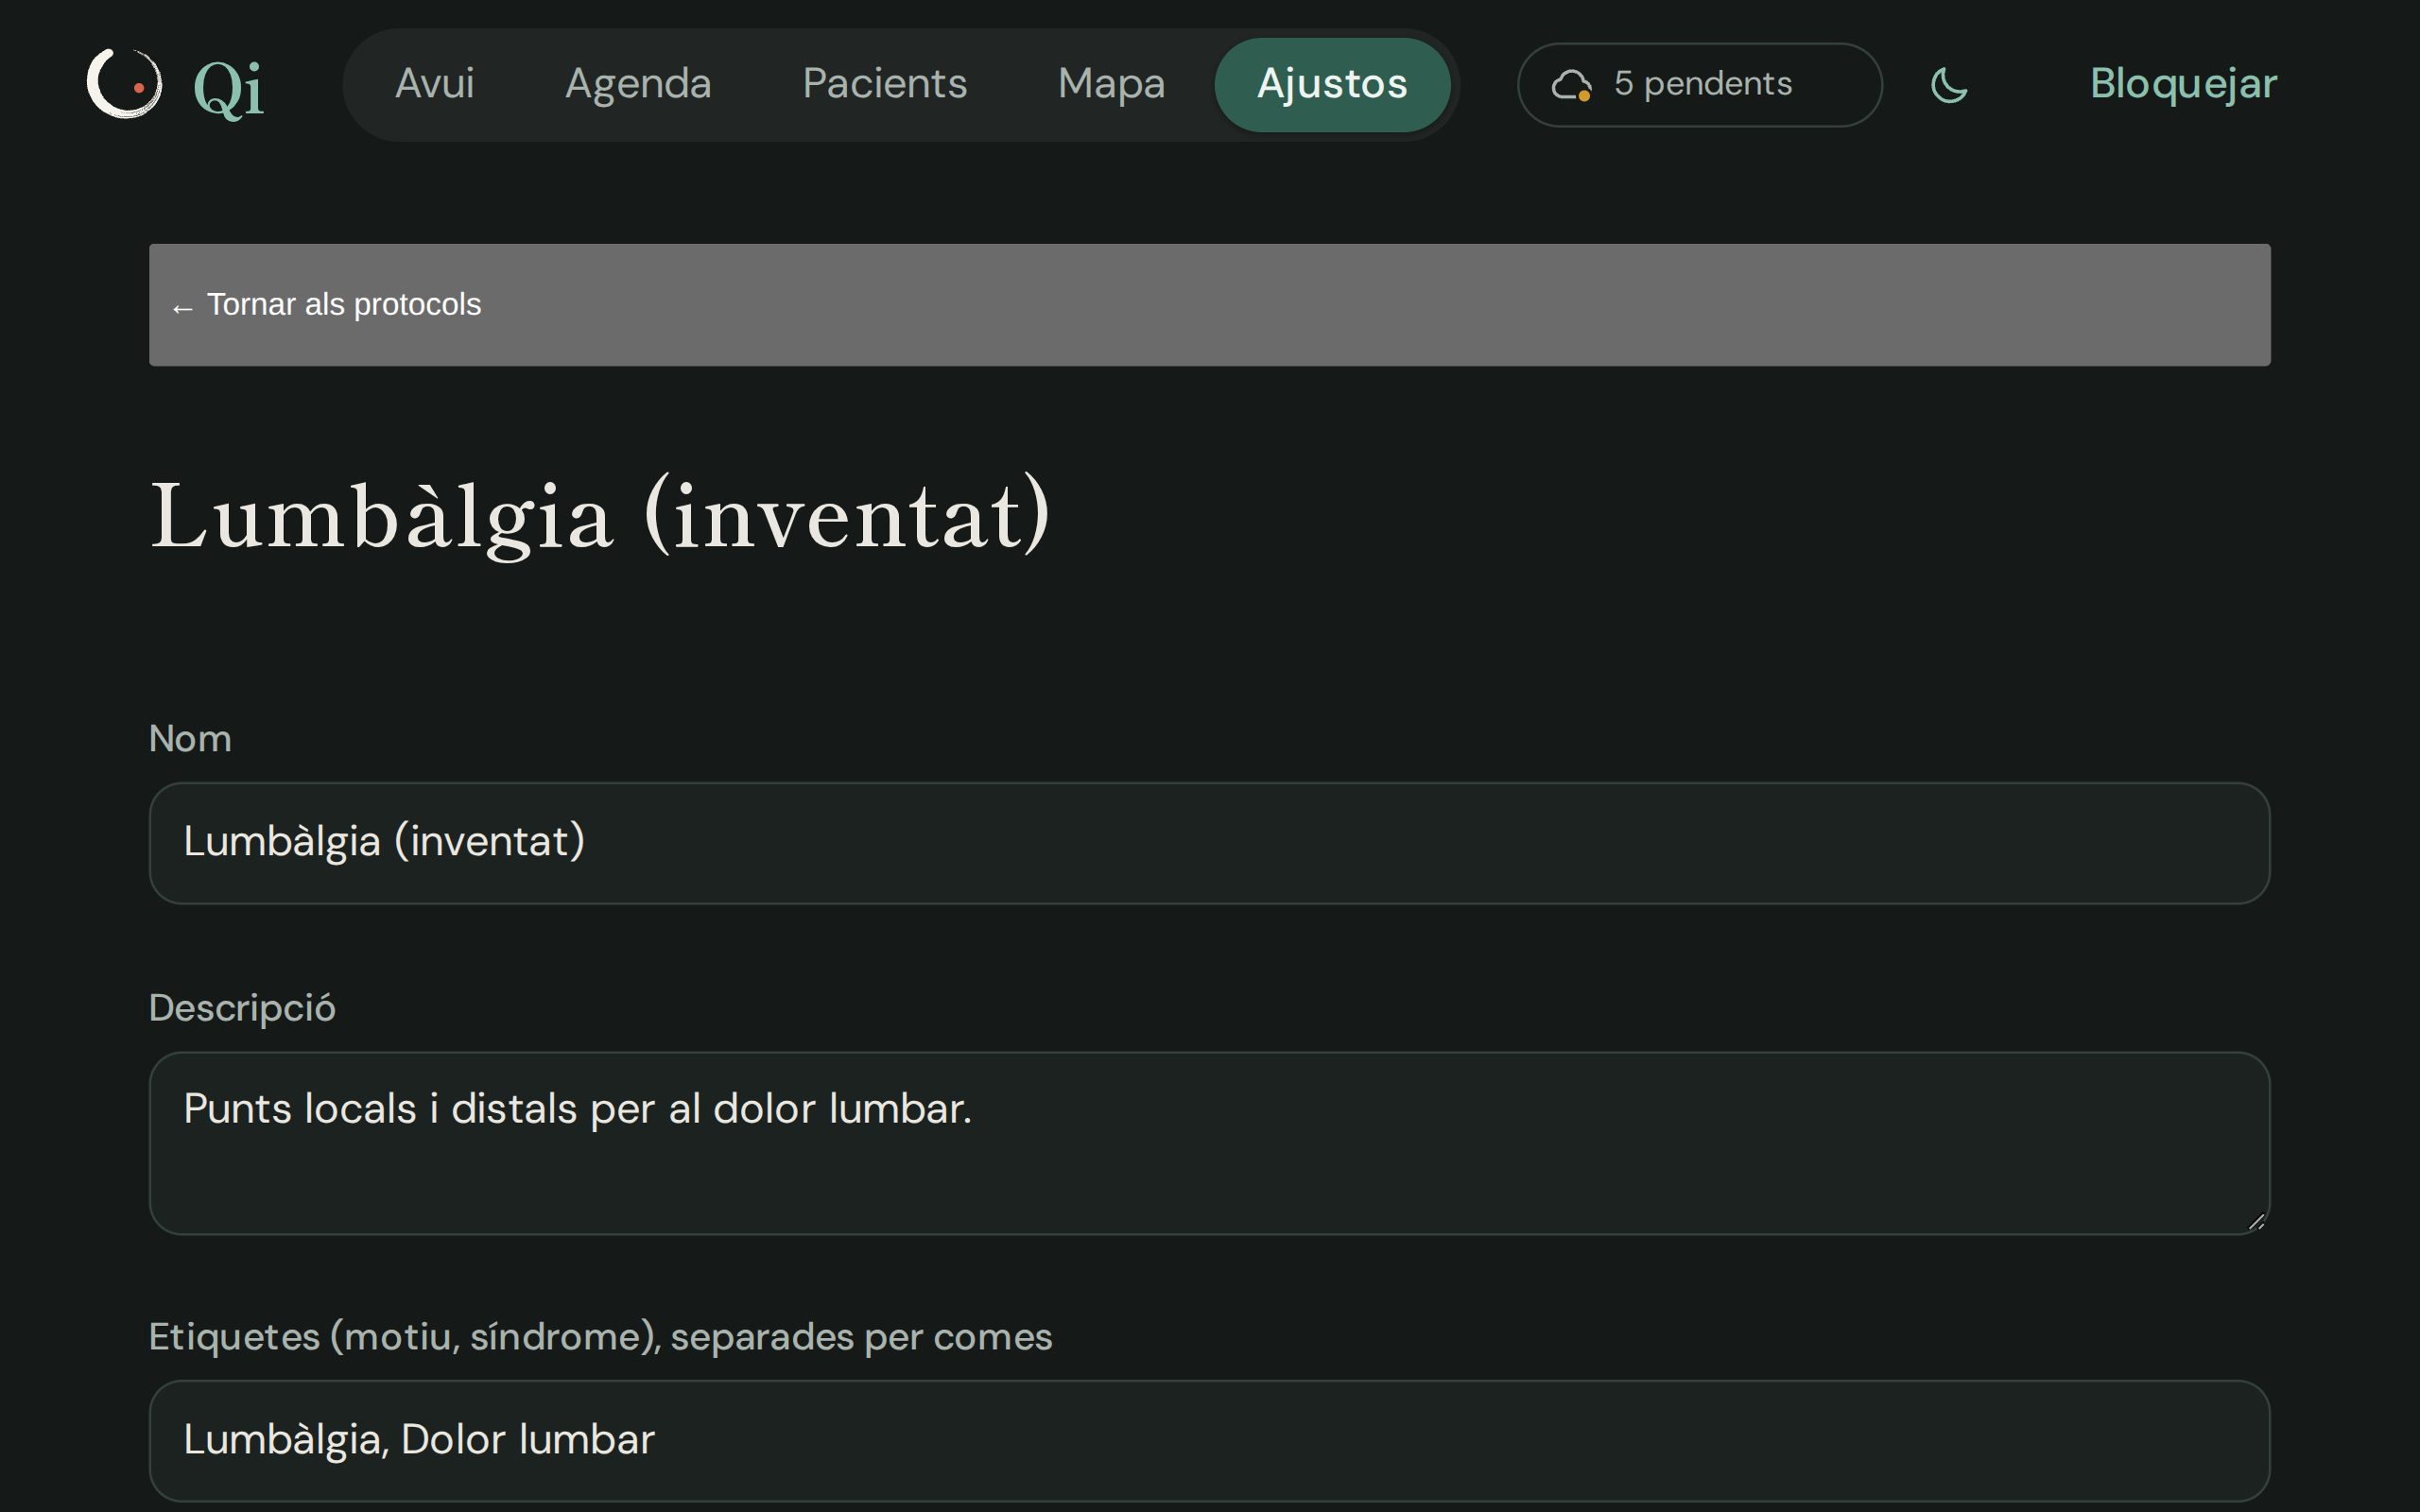 Qi
Avui
Agenda
Pacients
Mapa
Ajustos
5 pendents
Bloquejar
← Tornar als protocols
Lumbàlgia (inventat)
Nom
Lumbàlgia (inventat)
Descripció
Punts locals i distals per al dolor lumbar.
Etiquetes (motiu, síndrome), separades per comes
Lumbàlgia, Dolor lumbar